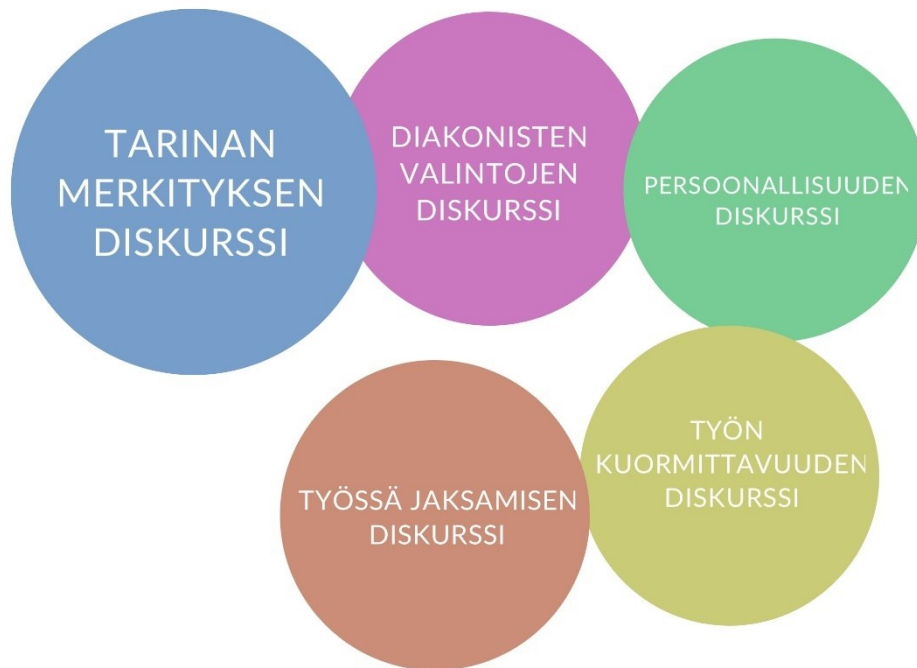 TARINAN
MERKITYKSEN
DISKURSSI
DIAKONISTEN
VALINTOJEN
DISKURSSI
PERSOONALLISUUDEN
DISKURSSI
TYÖSSÄ JAKSAMISEN
DISKURSSI
TYÖN
KUORMITTAVUUDEN
DISKURSSI